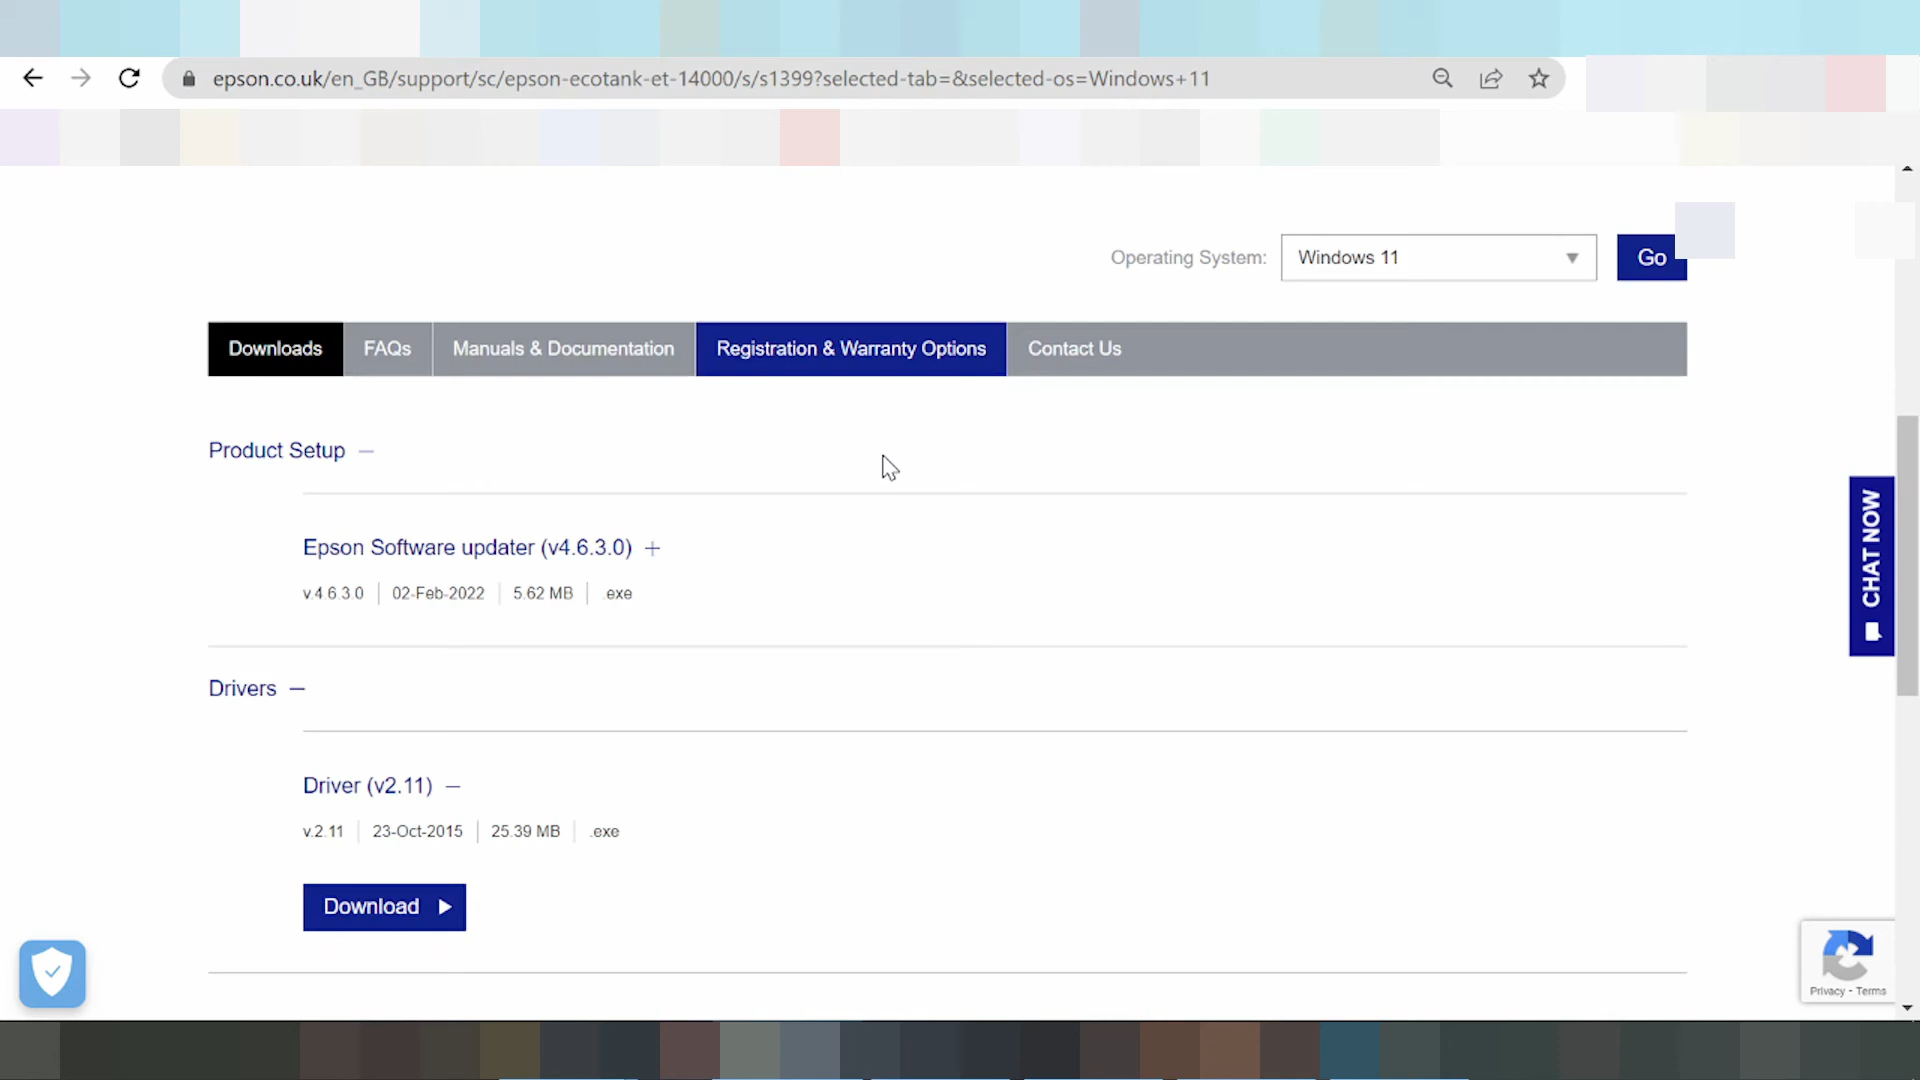 epson.co.uk/en_GB/support/sc/epson-ecotank-et-14000/s/s1399?selected-tab=&selected-os=Windows+11
Operating System:
Windows 11
Go
Downloads
FAQs
Manuals & Documentation
Registration & Warranty Options
Contact Us
Product Setup
Epson Software updater (v4.6.3.0) +
v.4.6.3.0 | 02-Feb-2022 | 5.62 MB | .exe
CHAT NOW
Drivers –
Driver (v2.11) –
v.2.11 | 23-Oct-2015 | 25.39 MB | .exe
Download
Privacy - Terms